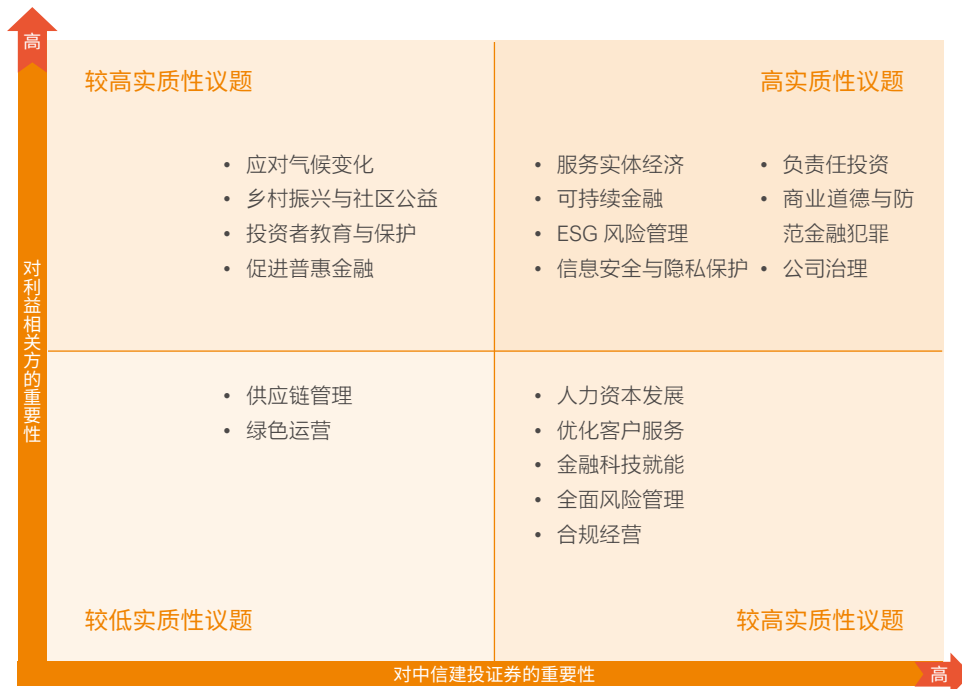 高
对利益相关方的重要性
较高实质性议题
• 应对气候变化
• 乡村振兴与社区公益
• 投资者教育与保护
• 促进普惠金融
高实质性议题
• 服务实体经济
• 可持续金融
• ESG 风险管理
• 信息安全与隐私保护
• 负责任投资
• 商业道德与防
范金融犯罪
• 公司治理
• 供应链管理
• 绿色运营
较低实质性议题
• 人力资本发展
• 优化客户服务
• 金融科技就能
• 全面风险管理
• 合规经营
较高实质性议题
对中信建投证券的重要性
高